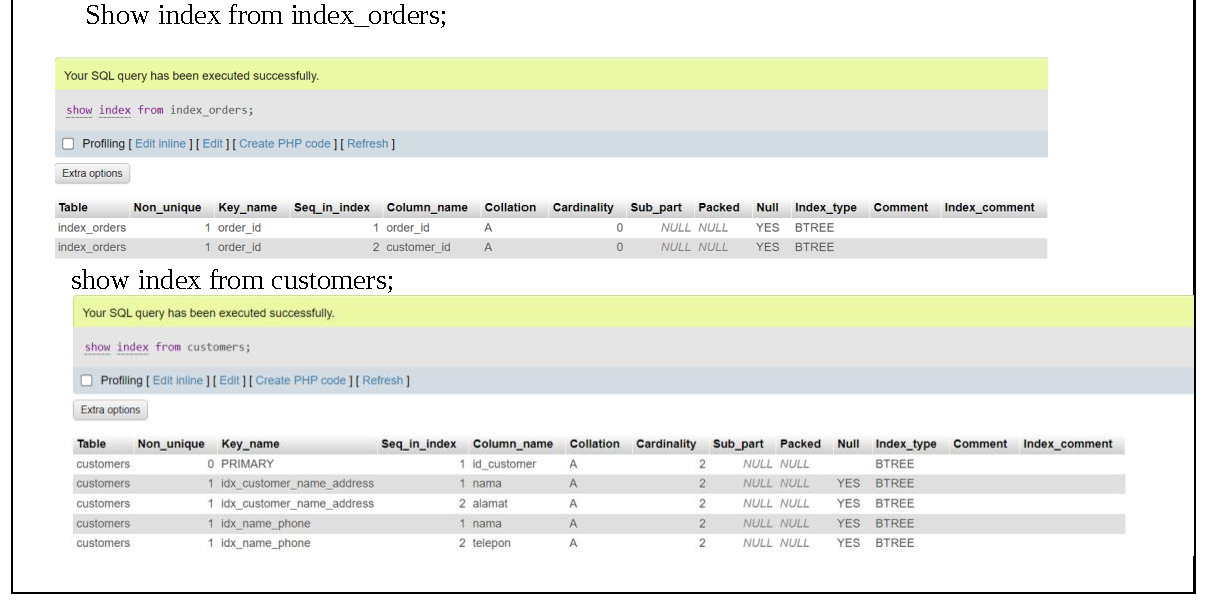 Show index from index_orders;
Your SQL query has been executed successfully.
show index from index_orders;
Profiling [ Edit inline ] [ Edit ] [ Create PHP code ] [ Refresh ]
Extra options
Table Non_unique Key_name Seq_in_index Column_name Collation Cardinality Sub_part Packed Null Index_type Comment Index_comment
index_orders 1 order_id 1 order_id A 0 NULL NULL YES BTREE
index_orders 1 order_id 2 customer_id A 0 NULL NULL YES BTREE
show index from customers;
Your SQL query has been executed successfully.
show index from customers;
Profiling [ Edit inline ] [ Edit ] [ Create PHP code ] [ Refresh ]
Extra options
Table Non_unique Key_name Seq_in_index Column_name Collation Cardinality Sub_part Packed Null Index_type Comment Index_comment
customers 0 PRIMARY 1 id_customer A 2 NULL NULL BTREE
customers 1 idx_customer_name_address 1 nama A 2 NULL NULL YES BTREE
customers 1 idx_customer_name_address 2 alamat A 2 NULL NULL YES BTREE
customers 1 idx_name_phone 1 nama A 2 NULL NULL YES BTREE
customers 1 idx_name_phone 2 telepon A 2 NULL NULL YES BTREE